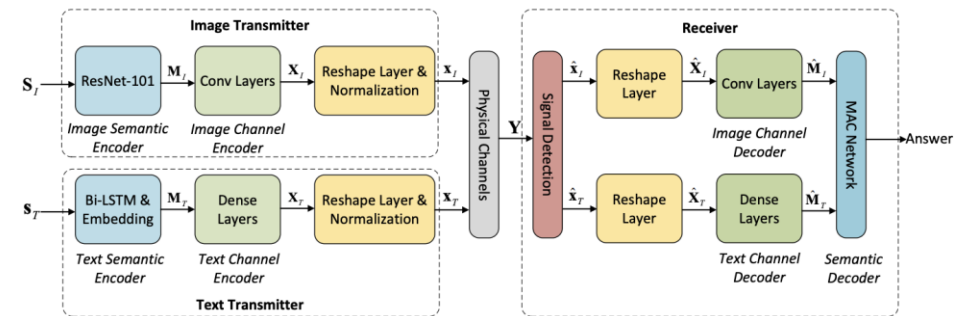 Image Transmitter
S_I
ResNet-101
M_I
Conv Layers
X_I
Reshape Layer &
Normalization
x_I
Image Semantic
Encoder
Image Channel
Encoder
s_T
Bi-LSTM &
Embedding
M_T
Dense
Layers
X_T
Reshape Layer &
Normalization
x_T
Text Semantic
Encoder
Text Channel
Encoder
Text Transmitter
Physical Channels
Y
Receiver
Signal Detection
x̂_I
Reshape
Layer
X̂_I
Conv Layers
M̂_I
Image Channel
Decoder
x̂_T
Reshape
Layer
X̂_T
Dense
Layers
M̂_T
Text Channel
Decoder
MAC Network
Semantic
Decoder
Answer